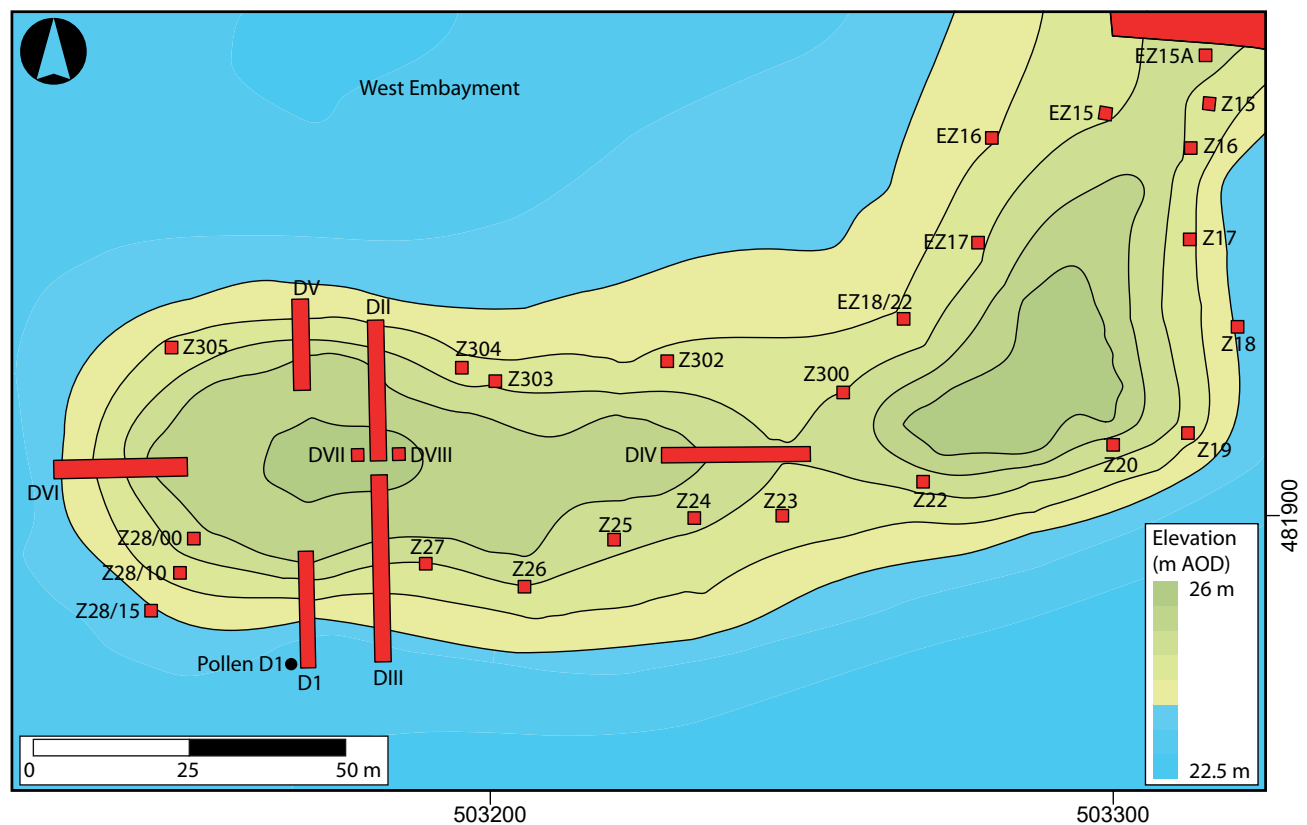 West Embayment
EZ15A
Z15
EZ15
EZ16
Z16
EZ17
Z17
DV
DII
EZ18/22
Z18
Z305
Z304
Z303
Z302
Z300
DVII
DVIII
DIV
DVI
Z20
Z19
Z22
Z24
Z23
Z25
Z28/00
Z27
Z28/10
Z26
Z28/15
Pollen D1
D1
DIII
Elevation
(m AOD)
26 m
22.5 m
0
25
50 m
503200
503300
481900